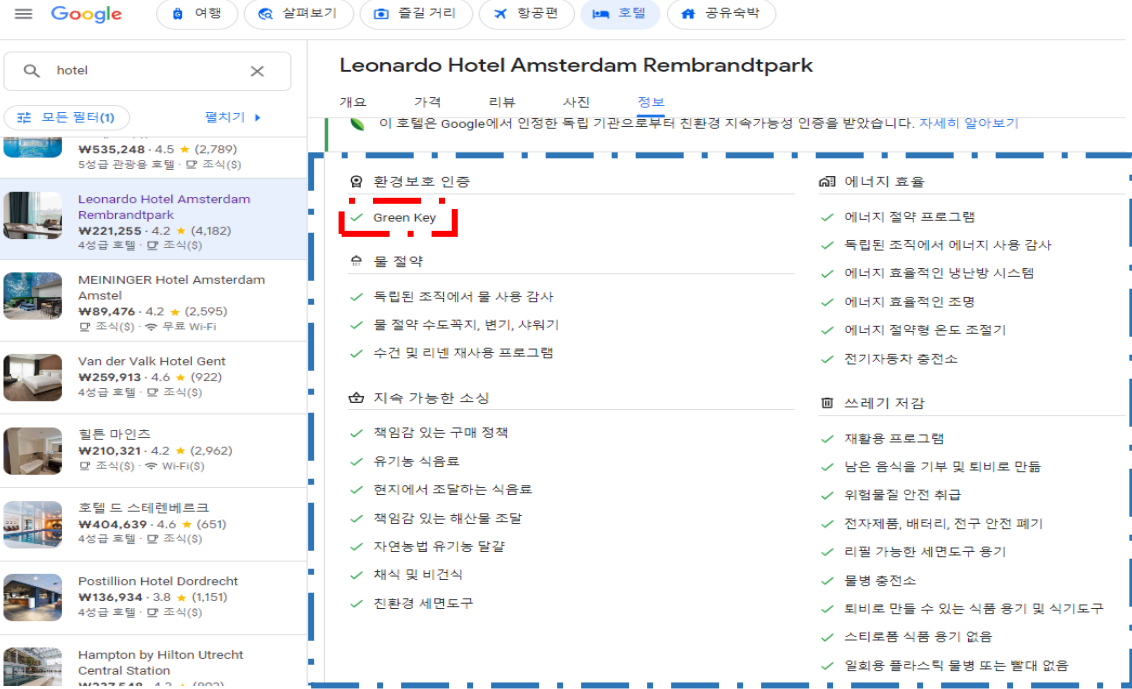 Google
여행
살펴보기
즐길 거리
항공편
호텔
공유숙박
hotel
모든 필터(1)
펼치기
₩535,248 · 4.5 ★ (2,789)
5성급 관광용 호텔 · 조식($)
Leonardo Hotel Amsterdam
Rembrandtpark
₩221,255 · 4.2 ★ (4,182)
4성급 호텔 · 조식($)
MEININGER Hotel Amsterdam
Amstel
₩89,476 · 4.2 ★ (2,595)
조식($) · 무료 Wi-Fi
Van der Valk Hotel Gent
₩259,913 · 4.6 ★ (922)
4성급 호텔 · 조식($)
힐튼 마인츠
₩210,321 · 4.2 ★ (2,962)
조식($) · Wi-Fi($)
호텔 드 스테렌베르크
₩404,639 · 4.6 ★ (651)
4성급 호텔 · 조식($)
Postillion Hotel Dordrecht
₩136,934 · 3.8 ★ (1,151)
4성급 호텔 · 조식($)
Hampton by Hilton Utrecht
Central Station
Leonardo Hotel Amsterdam Rembrandtpark
개요
가격
리뷰
사진
정보
이 호텔은 Google에서 인정한 독립 기관으로부터 친환경 지속가능성 인증을 받았습니다. 자세히 알아보기
환경보호 인증
Green Key
물 절약
독립된 조직에서 물 사용 감사
물 절약 수도꼭지, 변기, 샤워기
수건 및 리넨 재사용 프로그램
지속 가능한 소싱
책임감 있는 구매 정책
유기농 식음료
현지에서 조달하는 식음료
책임감 있는 해산물 조달
자연농법 유기농 달걀
채식 및 비건식
친환경 세면도구
에너지 효율
에너지 절약 프로그램
독립된 조직에서 에너지 사용 감사
에너지 효율적인 냉난방 시스템
에너지 효율적인 조명
에너지 절약형 온도 조절기
전기자동차 충전소
쓰레기 저감
재활용 프로그램
남은 음식을 기부 및 퇴비로 만듦
위험물질 안전 취급
전자제품, 배터리, 전구 안전 폐기
리필 가능한 세면도구 용기
물병 충전소
퇴비로 만들 수 있는 식품 용기 및 식기도구
스티로폼 식품 용기 없음
일회용 플라스틱 물병 또는 빨대 없음